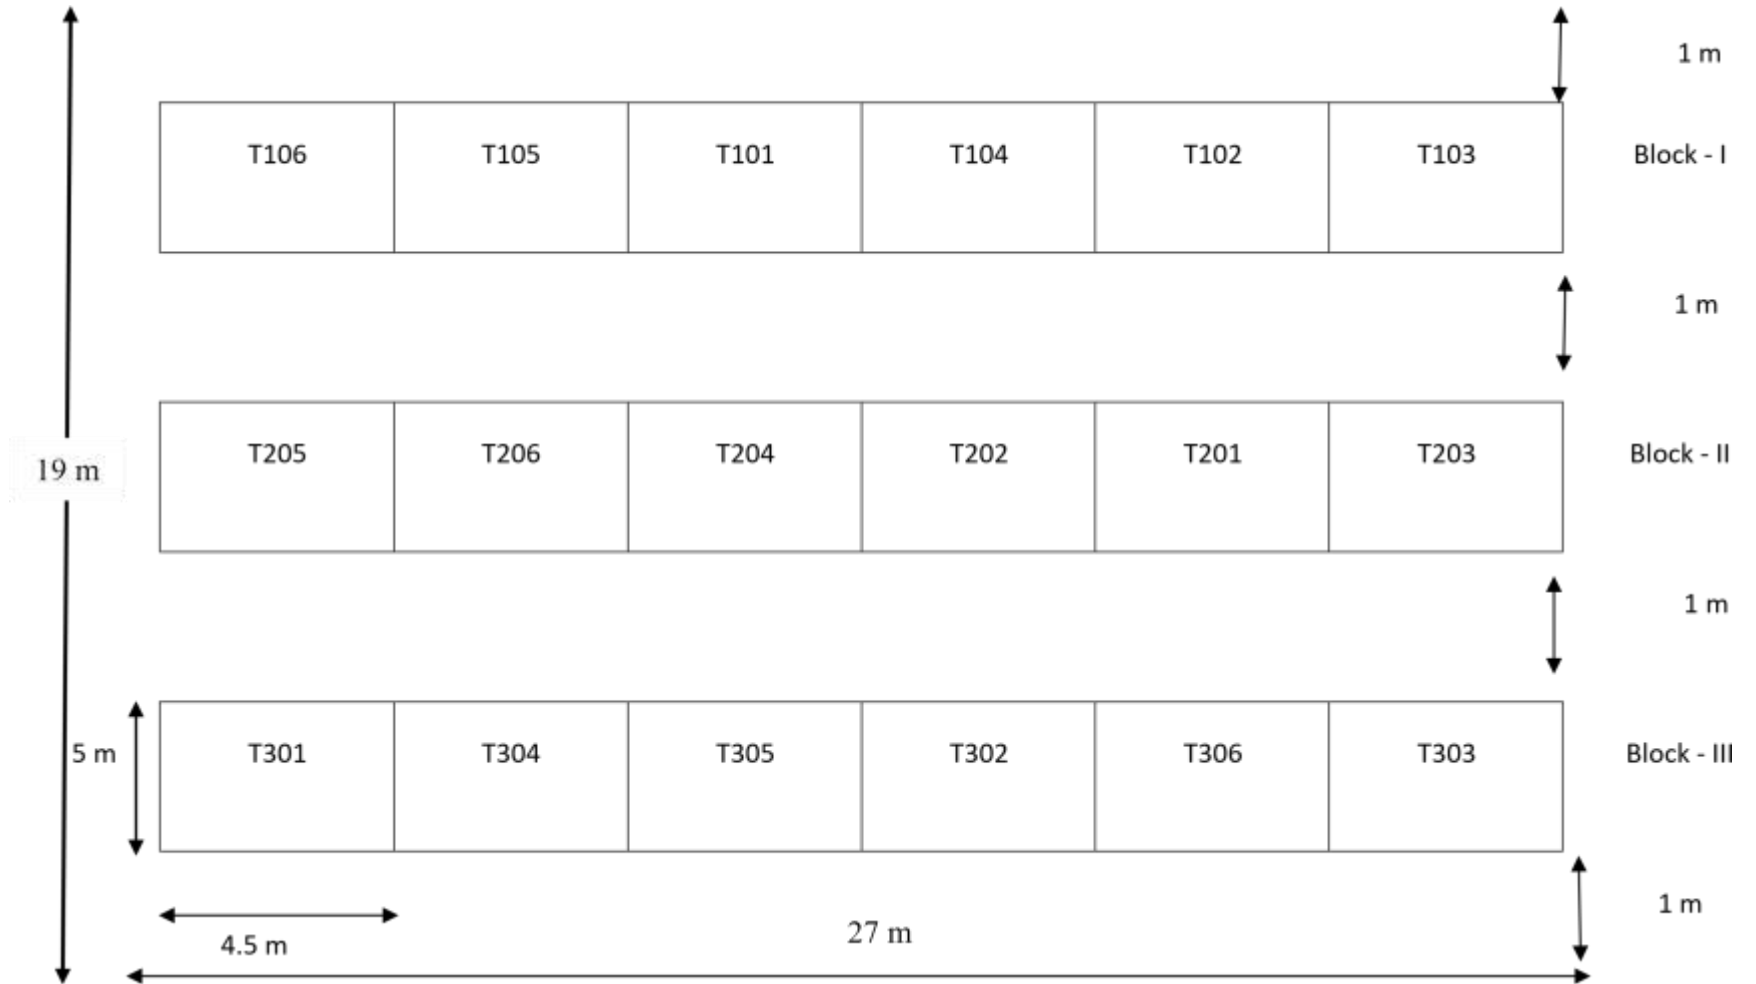 1 m
T106 T105 T101 T104 T102 T103 Block - I
1 m
T205 T206 T204 T202 T201 T203 Block - II
19 m
1 m
T301 T304 T305 T302 T306 T303 Block - III
5 m
1 m
4.5 m
27 m